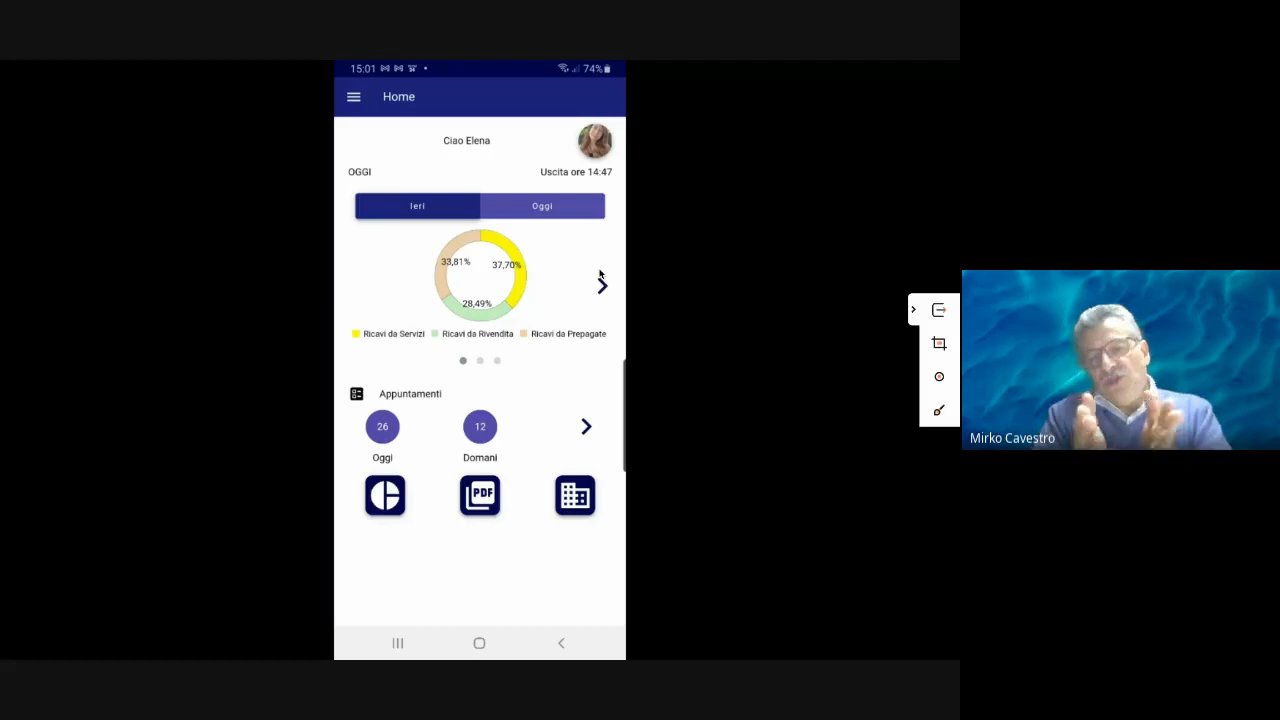 15:01
74%
Home
Ciao Elena
OGGI
Uscita ore 14:47
Ieri
Oggi
33,81%
37,70%
28,49%
Ricavi da Servizi
Ricavi da Rivendita
Ricavi da Prepagate
Appuntamenti
26
12
Oggi
Domani
PDF
Mirko Cavestro